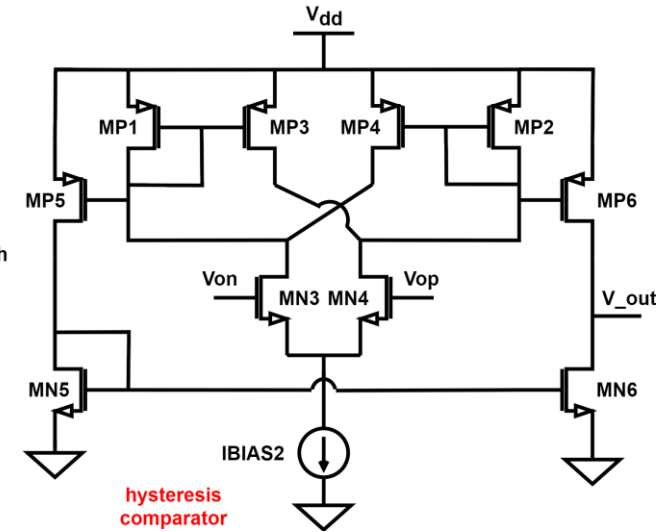 Vdd
MP1
MP3
MP4
MP2
MP5
MP6
h
Von
MN3
MN4
Vop
V_out
MN5
MN6
IBIAS2
hysteresis
comparator